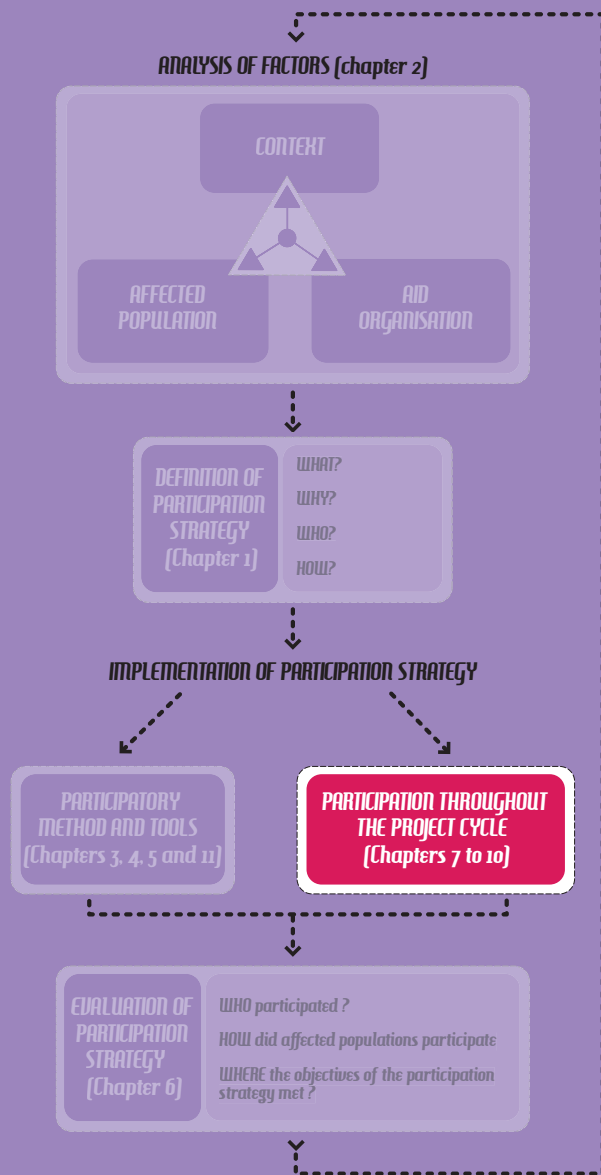 ANALYSIS OF FACTORS (chapter 2)
CONTEXT
AFFECTED
POPULATION
AID
ORGANISATION
DEFINITION OF
PARTICIPATION
STRATEGY
(Chapter 1)
WHAT?
WHY?
WHO?
HOW?
IMPLEMENTATION OF PARTICIPATION STRATEGY
PARTICIPATORY
METHOD AND TOOLS
(Chapters 3, 4, 5 and 11)
PARTICIPATION THROUGHOUT
THE PROJECT CYCLE
(Chapters 7 to 10)
EVALUATION OF
PARTICIPATION
STRATEGY
(Chapter 6)
WHO participated ?
HOW did affected populations participate
WHERE the objectives of the participation
strategy met ?